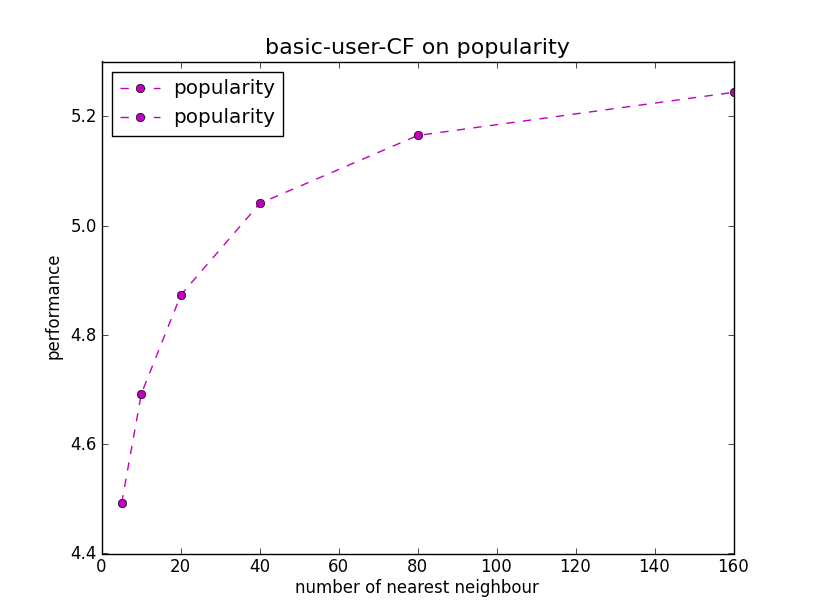 basic-user-CF on popularity
popularity
popularity
5.2
5.0
4.8
4.6
4.4
performance
0 20 40 60 80 100 120 140 160
number of nearest neighbour